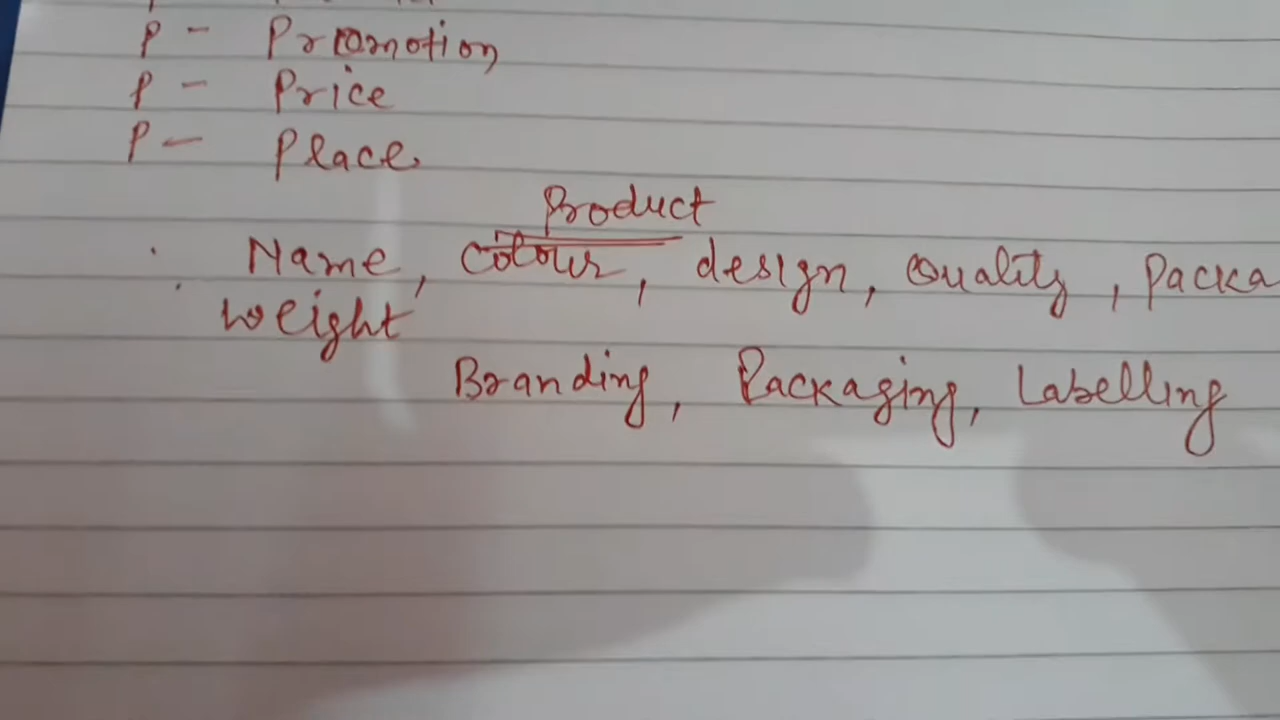 P - Promotion
P - Price
P - Place
Product
Name, Colour, design, Quality, Packa
weight
Branding, Packaging, Labelling